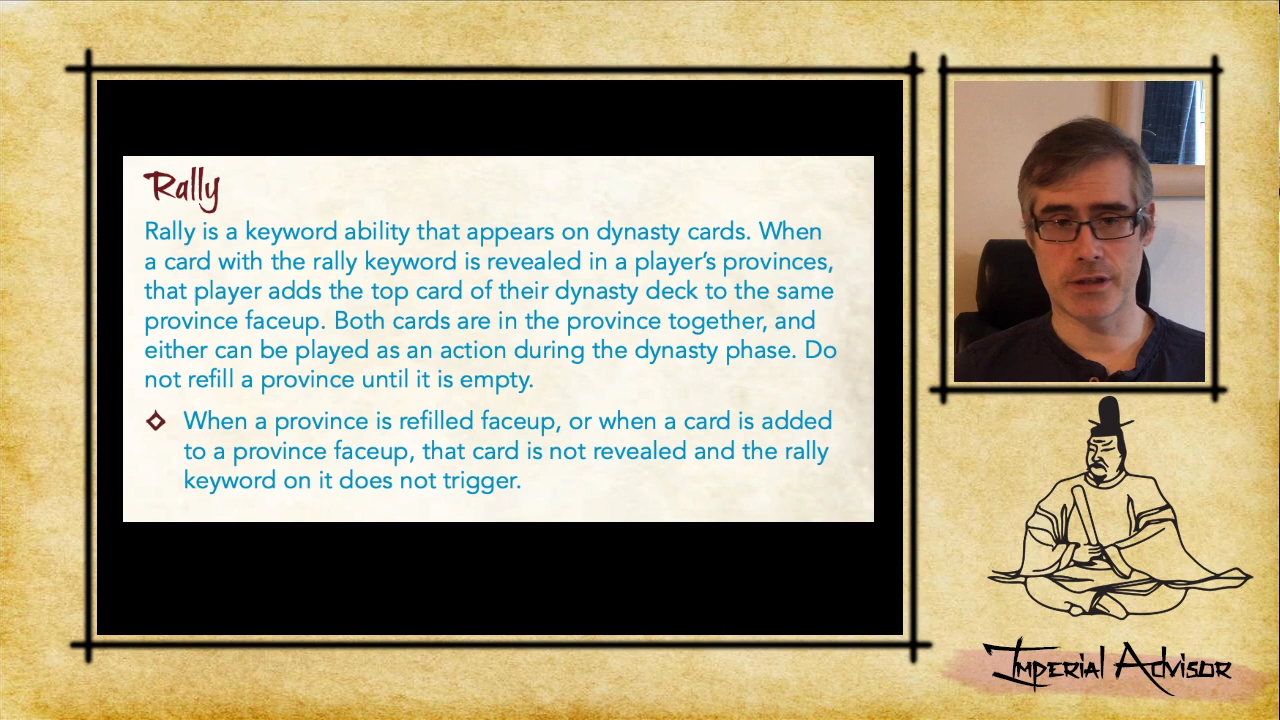 Rally
Rally is a keyword ability that appears on dynasty cards. When
a card with the rally keyword is revealed in a player’s provinces,
that player adds the top card of their dynasty deck to the same
province faceup. Both cards are in the province together, and
either can be played as an action during the dynasty phase. Do
not refill a province until it is empty.
When a province is refilled faceup, or when a card is added
to a province faceup, that card is not revealed and the rally
keyword on it does not trigger.
Imperial Advisor